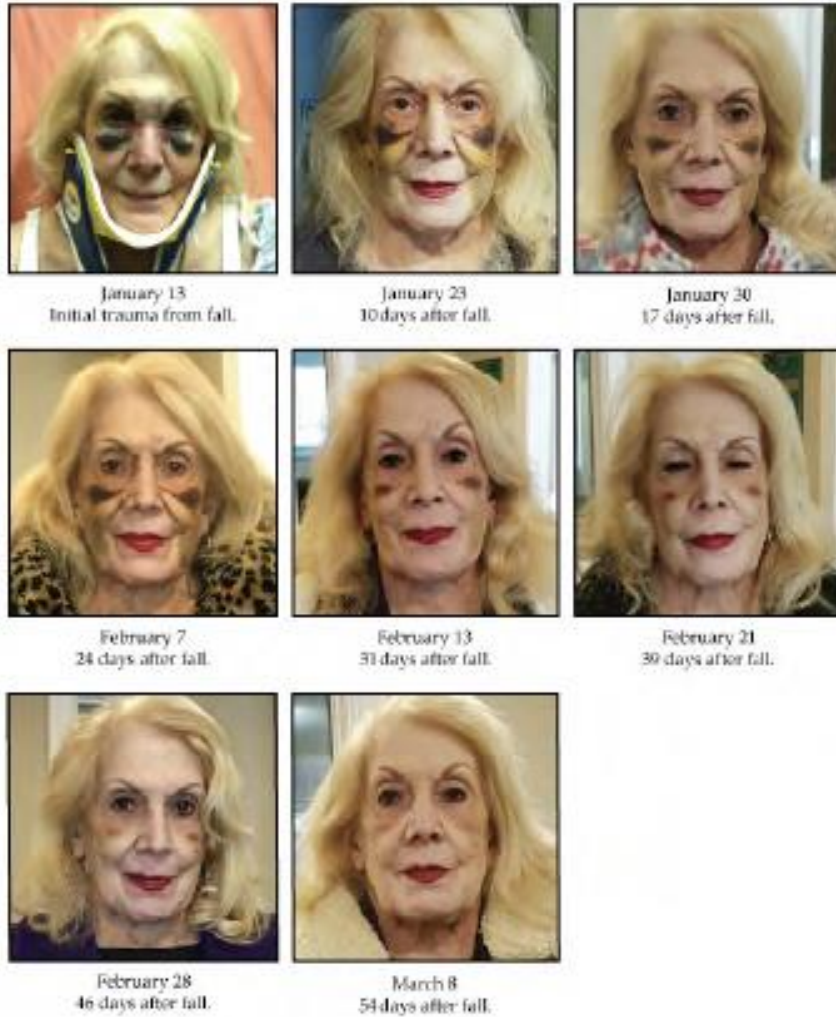 January 13
Initial trauma from fall.
January 23
10 days after fall.
January 30
17 days after fall.
February 7
24 days after fall.
February 13
31 days after fall.
February 21
39 days after fall.
February 28
46 days after fall.
March 8
54 days after fall.